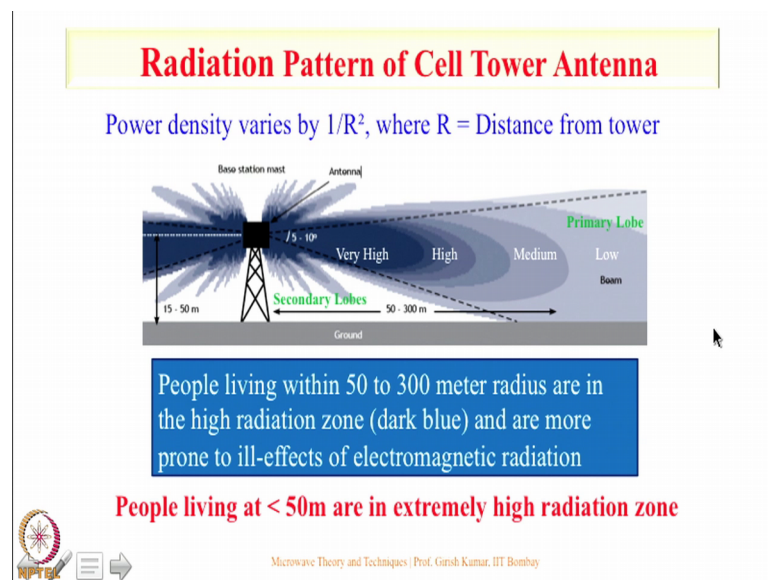 Radiation Pattern of Cell Tower Antenna
Power density varies by 1/R², where R = Distance from tower
Base station mast
Antenna
Primary Lobe
5 - 10º
Very High
High
Medium
Low
Beam
Secondary Lobes
15 - 50 m
50 - 300 m
Ground
People living within 50 to 300 meter radius are in
the high radiation zone (dark blue) and are more
prone to ill-effects of electromagnetic radiation
People living at < 50m are in extremely high radiation zone
NPTEL
Microwave Theory and Techniques | Prof. Girish Kumar, IIT Bombay